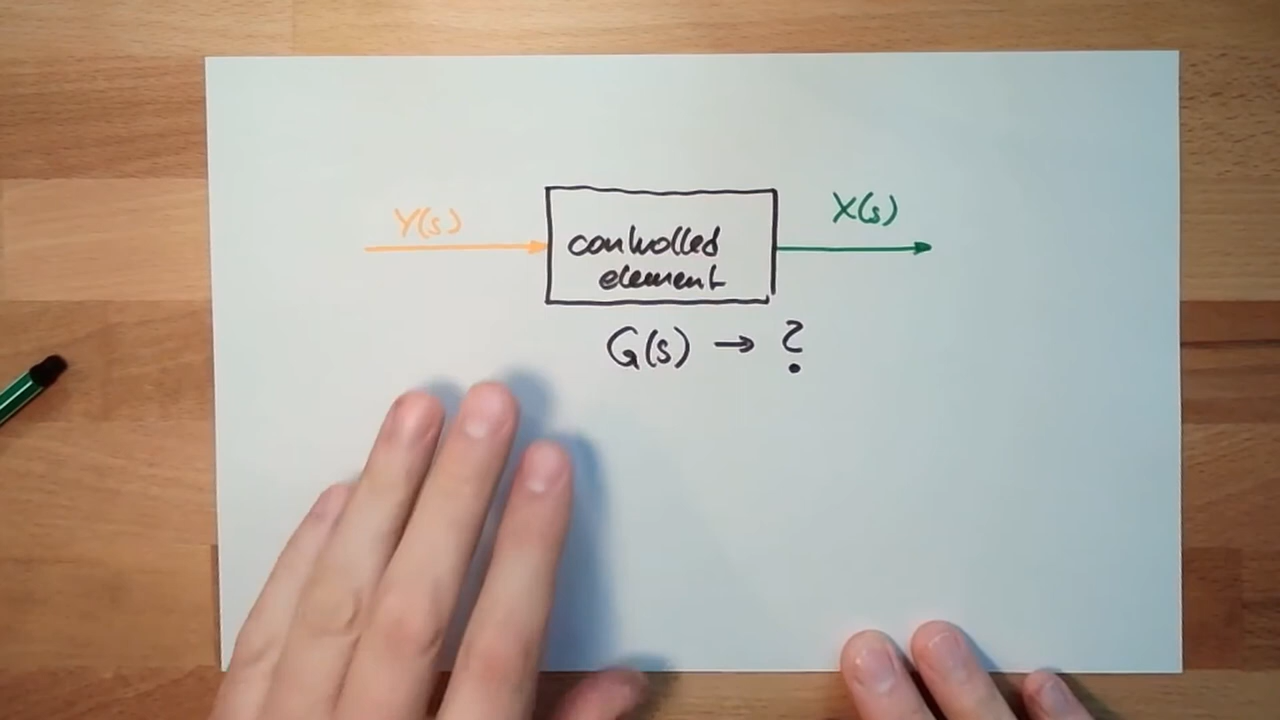 Y(s)
X(s)
controlled
element
G(s) → ?